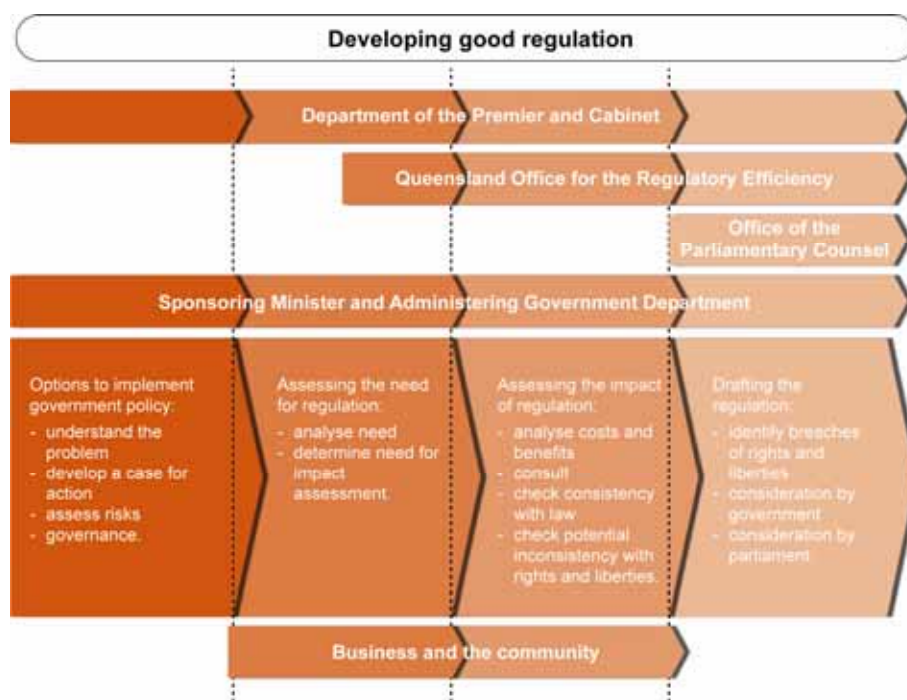 Developing good regulation
Department of the Premier and Cabinet
Queensland Office for the Regulatory Efficiency
Office of the
Parliamentary Counsel
Sponsoring Minister and Administering Government Department
Options to implement
government policy:
- understand the
problem
- develop a case for
action
- assess risks
- governance.
Assessing the need
for regulation:
- analyse need
- determine need for
impact
assessment.
Assessing the impact
of regulation:
- analyse costs and
benefits
- consult
- check consistency
with law
- check potential
inconsistency with
rights and liberties.
Drafting the
regulation:
- identify breaches
of rights and
liberties
- consideration by
government
- consideration by
parliament.
Business and the community